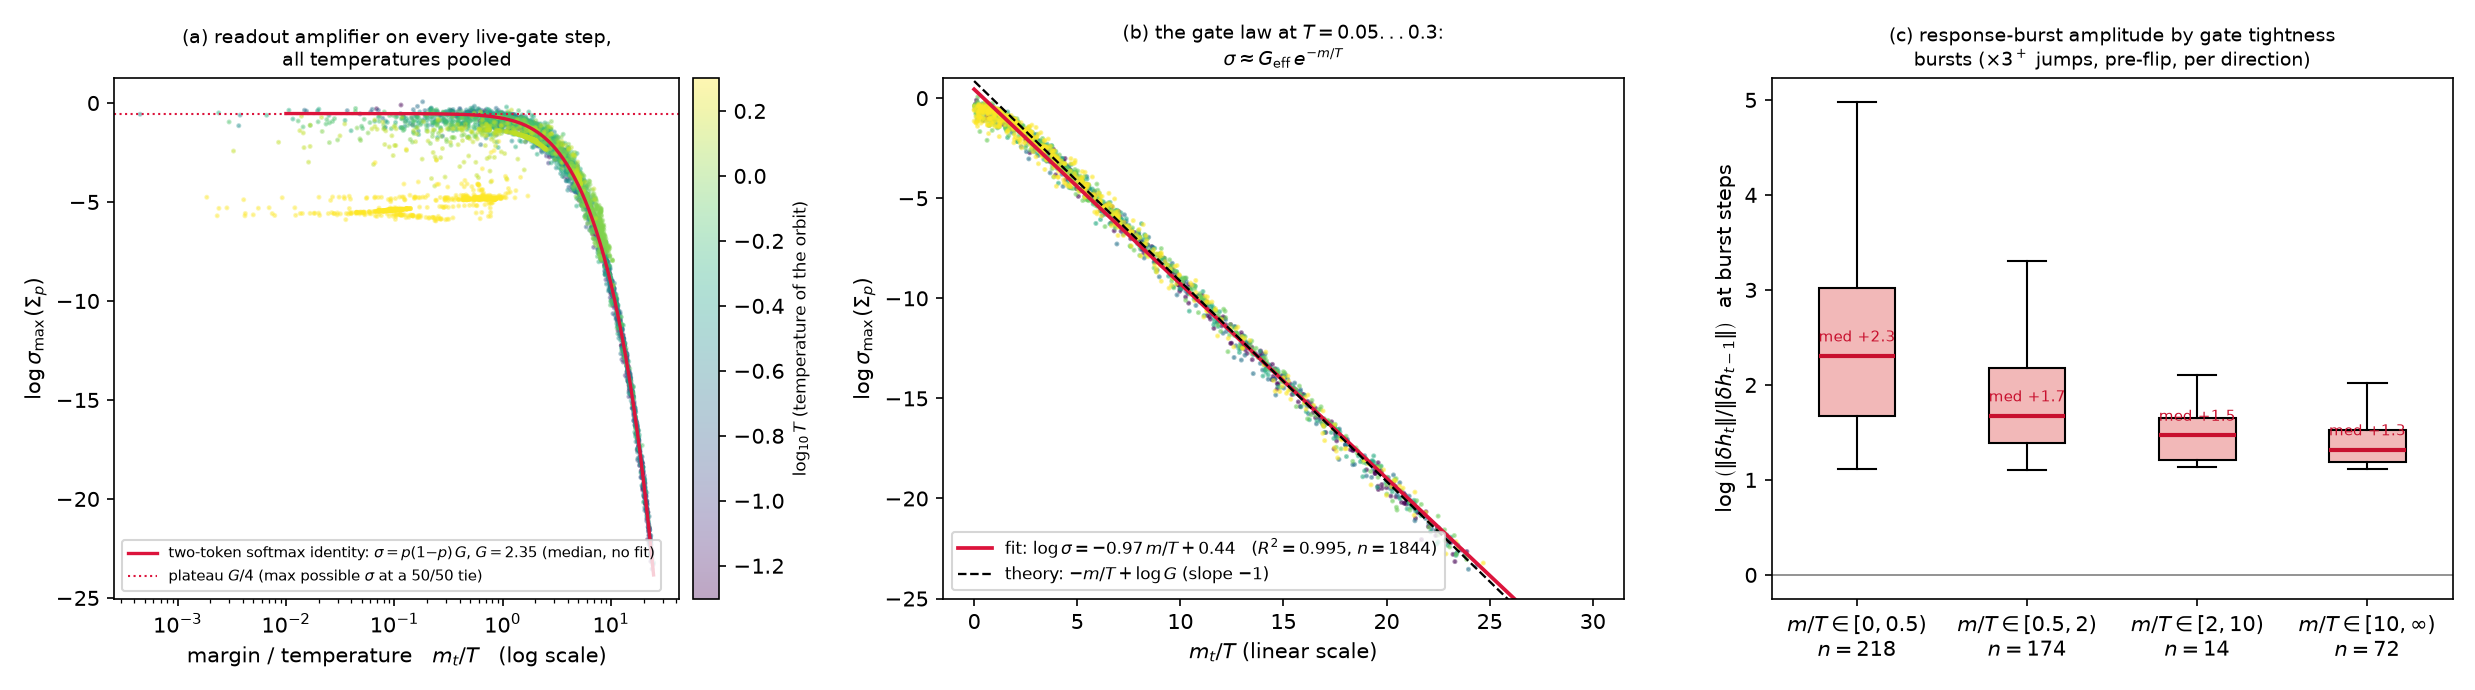 (a) readout amplifier on every live-gate step,
all temperatures pooled
0
−5
−10
−15
−20
−25
log σmax(Σp)
10⁻³
10⁻²
10⁻¹
10⁰
10¹
margin / temperature mt/T (log scale)
two-token softmax identity: σ=p(1−p)G, G=2.35 (median, no fit)
plateau G/4 (max possible σ at a 50/50 tie)
0.2
0.0
−0.2
−0.4
−0.6
−0.8
−1.0
−1.2
log₁₀ T (temperature of the orbit)
(b) the gate law at T = 0.05...0.3:
σ ≈ Geff e^(−m/T)
0
−5
−10
−15
−20
−25
log σmax(Σp)
0
5
10
15
20
25
30
mt/T (linear scale)
fit: log σ = −0.97 m/T + 0.44 (R² = 0.995, n = 1844)
theory: −m/T + log G (slope −1)
(c) response-burst amplitude by gate tightness
bursts (×3⁺ jumps, pre-flip, per direction)
5
4
3
2
1
0
log (‖δht‖/‖δht−1‖) at burst steps
med +2.3
med +1.7
med +1.5
med +1.3
m/T ∈ [0, 0.5)
n = 218
m/T ∈ [0.5, 2)
n = 174
m/T ∈ [2, 10)
n = 14
m/T ∈ [10, ∞)
n = 72